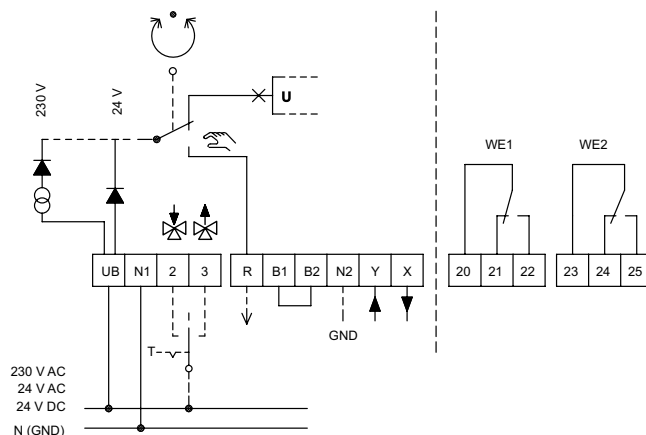 230 V
24 V
U
WE1
WE2
UB N1 2 3 R B1 B2 N2 Y X
20 21 22 23 24 25
GND
T
230 V AC
24 V AC
24 V DC
N (GND)